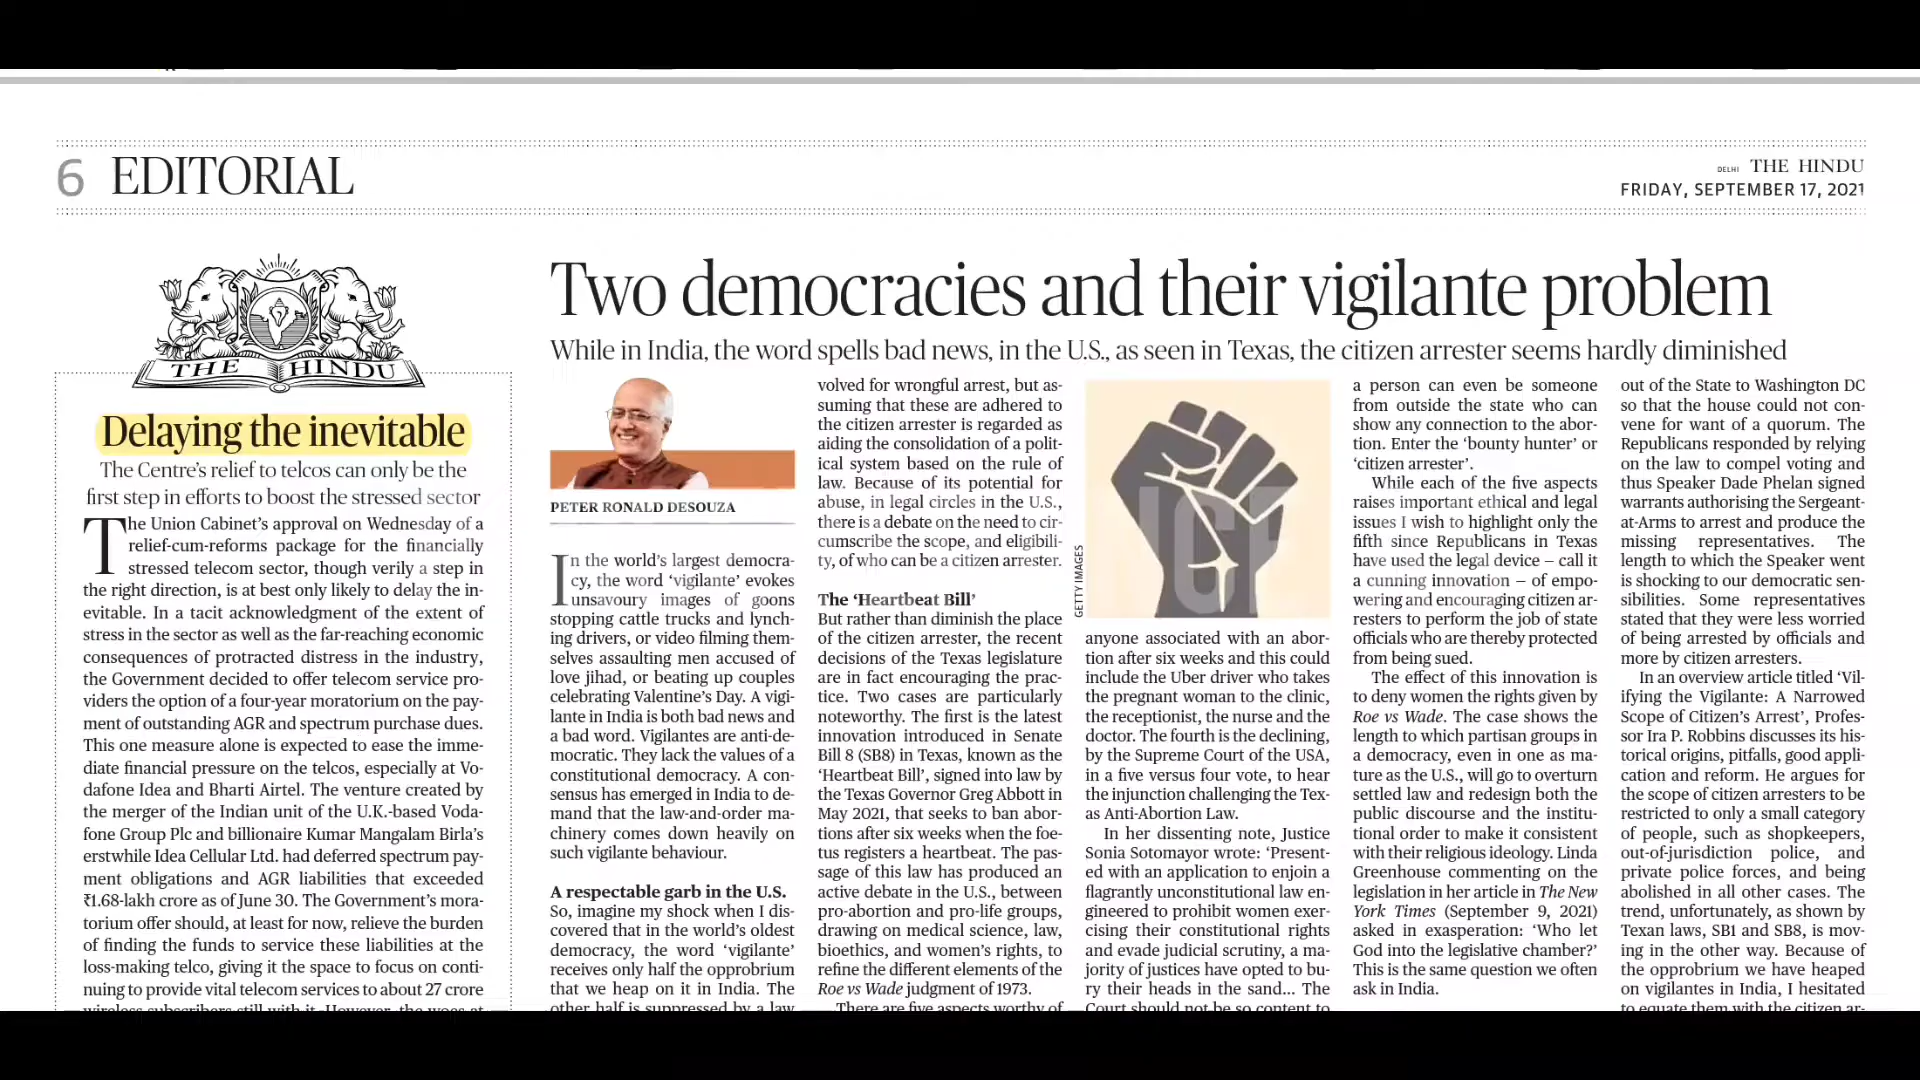 6 EDITORIAL
DELHI THE HINDU
FRIDAY, SEPTEMBER 17, 2021
THE HINDU
Delaying the inevitable
The Centre's relief to telcos can only be the
first step in efforts to boost the stressed sector
The Union Cabinet's approval on Wednesday of a
relief-cum-reforms package for the financially
stressed telecom sector, though verily a step in
the right direction, is at best only likely to delay the in-
evitable. In a tacit acknowledgment of the extent of
stress in the sector as well as the far-reaching economic
consequences of protracted distress in the industry,
the Government decided to offer telecom service pro-
viders the option of a four-year moratorium on the pay-
ment of outstanding AGR and spectrum purchase dues.
This one measure alone is expected to ease the imme-
diate financial pressure on the telcos, especially at Vo-
dafone Idea and Bharti Airtel. The venture created by
the merger of the Indian unit of the U.K.-based Voda-
fone Group Plc and billionaire Kumar Mangalam Birla's
erstwhile Idea Cellular Ltd. had deferred spectrum pay-
ment obligations and AGR liabilities that exceeded
₹1.68-lakh crore as of June 30. The Government's mora-
torium offer should, at least for now, relieve the burden
of finding the funds to service these liabilities at the
loss-making telco, giving it the space to focus on conti-
nuing to provide vital telecom services to about 27 crore
wireless subscribers still with it. However, the woes at
Two democracies and their vigilante problem
While in India, the word spells bad news, in the U.S., as seen in Texas, the citizen arrester seems hardly diminished
PETER RONALD DESOUZA
In the world's largest democra-
cy, the word 'vigilante' evokes
unsavoury images of goons
stopping cattle trucks and lynch-
ing drivers, or video filming them-
selves assaulting men accused of
love jihad, or beating up couples
celebrating Valentine's Day. A vigi-
lante in India is both bad news and
a bad word. Vigilantes are anti-de-
mocratic. They lack the values of a
constitutional democracy. A con-
sensus has emerged in India to de-
mand that the law-and-order ma-
chinery comes down heavily on
such vigilante behaviour.
A respectable garb in the U.S.
So, imagine my shock when I dis-
covered that in the world's oldest
democracy, the word 'vigilante'
receives only half the opprobrium
that we heap on it in India. The
other half is suppressed by a law
volved for wrongful arrest, but as-
suming that these are adhered to
the citizen arrester is regarded as
aiding the consolidation of a polit-
ical system based on the rule of
law. Because of its potential for
abuse, in legal circles in the U.S.,
there is a debate on the need to cir-
cumscribe the scope, and eligibili-
ty, of who can be a citizen arrester.
The 'Heartbeat Bill'
But rather than diminish the place
of the citizen arrester, the recent
decisions of the Texas legislature
are in fact encouraging the prac-
tice. Two cases are particularly
noteworthy. The first is the latest
innovation introduced in Senate
Bill 8 (SB8) in Texas, known as the
'Heartbeat Bill', signed into law by
the Texas Governor Greg Abbott in
May 2021, that seeks to ban abor-
tions after six weeks when the foe-
tus registers a heartbeat. The pas-
sage of this law has produced an
active debate in the U.S., between
pro-abortion and pro-life groups,
drawing on medical science, law,
bioethics, and women's rights, to
refine the different elements of the
Roe vs Wade judgment of 1973.
There are five aspects worthy of
GETTY IMAGES
anyone associated with an abor-
tion after six weeks and this could
include the Uber driver who takes
the pregnant woman to the clinic,
the receptionist, the nurse and the
doctor. The fourth is the declining,
by the Supreme Court of the USA,
in a five versus four vote, to hear
the injunction challenging the Tex-
as Anti-Abortion Law.
In her dissenting note, Justice
Sonia Sotomayor wrote: 'Present-
ed with an application to enjoin a
flagrantly unconstitutional law en-
gineered to prohibit women exer-
cising their constitutional rights
and evade judicial scrutiny, a ma-
jority of justices have opted to bu-
ry their heads in the sand... The
Court should not be so content to
a person can even be someone
from outside the state who can
show any connection to the abor-
tion. Enter the 'bounty hunter' or
'citizen arrester'.
While each of the five aspects
raises important ethical and legal
issues I wish to highlight only the
fifth since Republicans in Texas
have used the legal device – call it
a cunning innovation – of empo-
wering and encouraging citizen ar-
resters to perform the job of state
officials who are thereby protected
from being sued.
The effect of this innovation is
to deny women the rights given by
Roe vs Wade. The case shows the
length to which partisan groups in
a democracy, even in one as ma-
ture as the U.S., will go to overturn
settled law and redesign both the
public discourse and the institu-
tional order to make it consistent
with their religious ideology. Linda
Greenhouse commenting on the
legislation in her article in The New
York Times (September 9, 2021)
asked in exasperation: 'Who let
God into the legislative chamber?'
This is the same question we often
ask in India.
out of the State to Washington DC
so that the house could not con-
vene for want of a quorum. The
Republicans responded by relying
on the law to compel voting and
thus Speaker Dade Phelan signed
warrants authorising the Sergeant-
at-Arms to arrest and produce the
missing representatives. The
length to which the Speaker went
is shocking to our democratic sen-
sibilities. Some representatives
stated that they were less worried
of being arrested by officials and
more by citizen arresters.
In an overview article titled 'Vil-
ifying the Vigilante: A Narrowed
Scope of Citizen's Arrest', Profes-
sor Ira P. Robbins discusses its his-
torical origins, pitfalls, good appli-
cation and reform. He argues for
the scope of citizen arresters to be
restricted to only a small category
of people, such as shopkeepers,
out-of-jurisdiction police, and
private police forces, and being
abolished in all other cases. The
trend, unfortunately, as shown by
Texan laws, SB1 and SB8, is mov-
ing in the other way. Because of
the opprobrium we have heaped
on vigilantes in India, I hesitated
to equate them with the citizen ar-